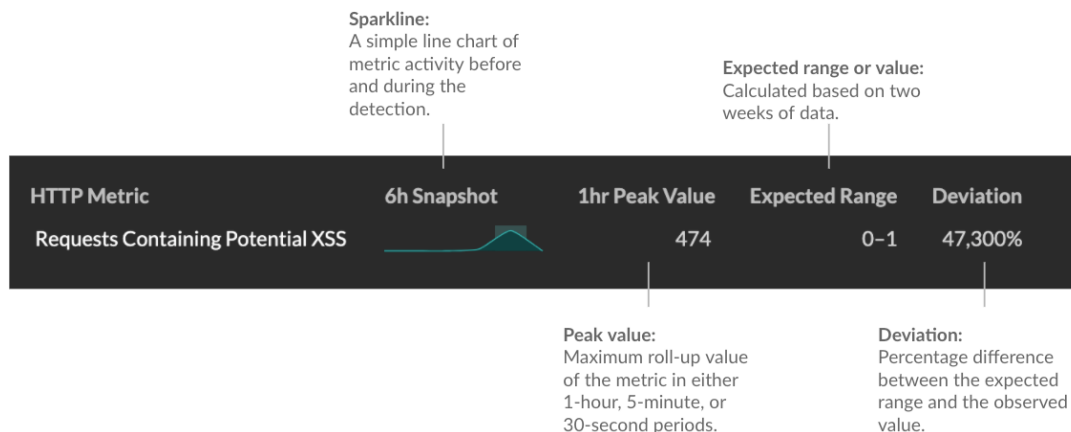 Sparkline:
A simple line chart of
metric activity before
and during the
detection.
Expected range or value:
Calculated based on two
weeks of data.
HTTP Metric
6h Snapshot
1hr Peak Value
Expected Range
Deviation
Requests Containing Potential XSS
474
0–1
47,300%
Peak value:
Maximum roll-up value
of the metric in either
1-hour, 5-minute, or
30-second periods.
Deviation:
Percentage difference
between the expected
range and the observed
value.